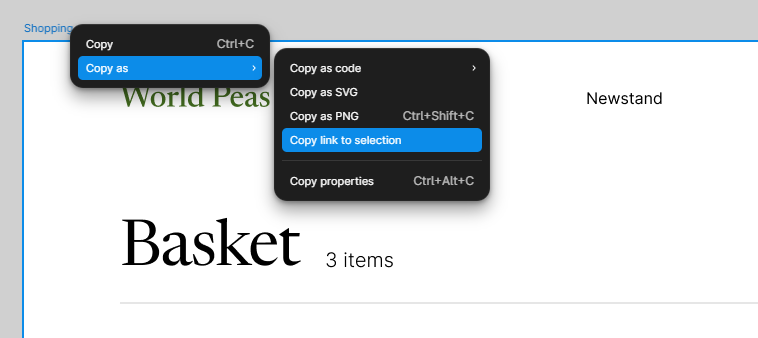 Shopping
Copy Ctrl+C
Copy as
Copy as code
Copy as SVG
Copy as PNG Ctrl+Shift+C
Copy link to selection
Copy properties Ctrl+Alt+C
World Peas
Newstand
Basket 3 items